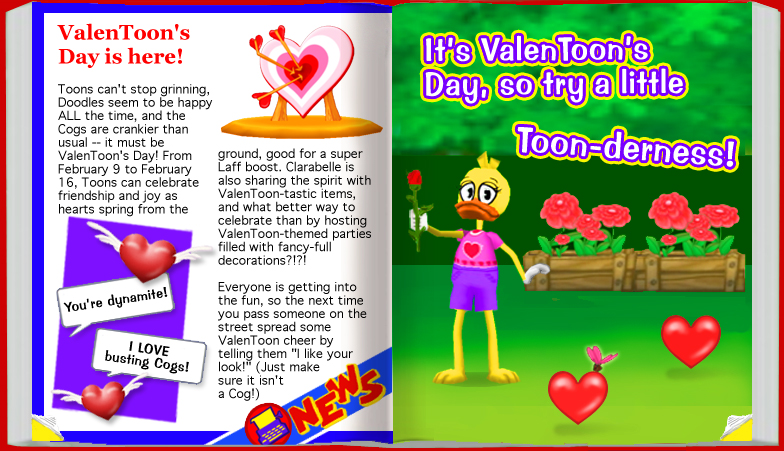 ValenToon's
Day is here!
Toons can't stop grinning,
Doodles seem to be happy
ALL the time, and the
Cogs are crankier than
usual -- it must be
ValenToon's Day! From
February 9 to February
16, Toons can celebrate
friendship and joy as
hearts spring from the
ground, good for a super
Laff boost. Clarabelle is
also sharing the spirit with
ValenToon-tastic items,
and what better way to
celebrate than by hosting
ValenToon-themed parties
filled with fancy-full
decorations?!?!
Everyone is getting into
the fun, so the next time
you pass someone on the
street spread some
ValenToon cheer by
telling them "I like your
look!" (Just make
sure it isn't
a Cog!)
You're dynamite!
I LOVE
busting Cogs!
NEWS
It's ValenToon's
Day, so try a little
Toon-derness!